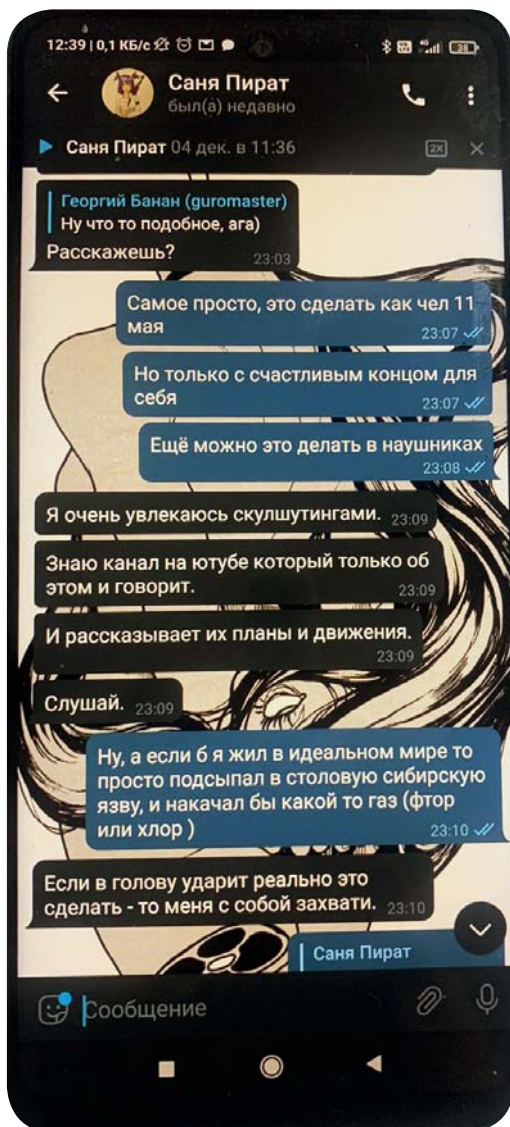 12:39 | 0,1 КБ/с
4G
38
Саня Пират
был(а) недавно
Саня Пират 04 дек. в 11:36
2X
Георгий Банан (guromaster)
Ну что то подобное, ага)
Расскажешь?
23:03
Самое просто, это сделать как чел 11
мая
23:07
Но только с счастливым концом для
себя
23:07
Ещё можно это делать в наушниках
23:08
Я очень увлекаюсь скулшутингами. 23:09
Знаю канал на ютубе который только об
этом и говорит.
23:09
И рассказывает их планы и движения.
23:09
Слушай. 23:09
Ну, а если б я жил в идеальном мире то
просто подсыпал в столовую сибирскую
язву, и накачал бы какой то газ (фтор
или хлор )
23:10
Если в голову ударит реально это
сделать - то меня с собой захвати. 23:10
Саня Пират
Сообщение